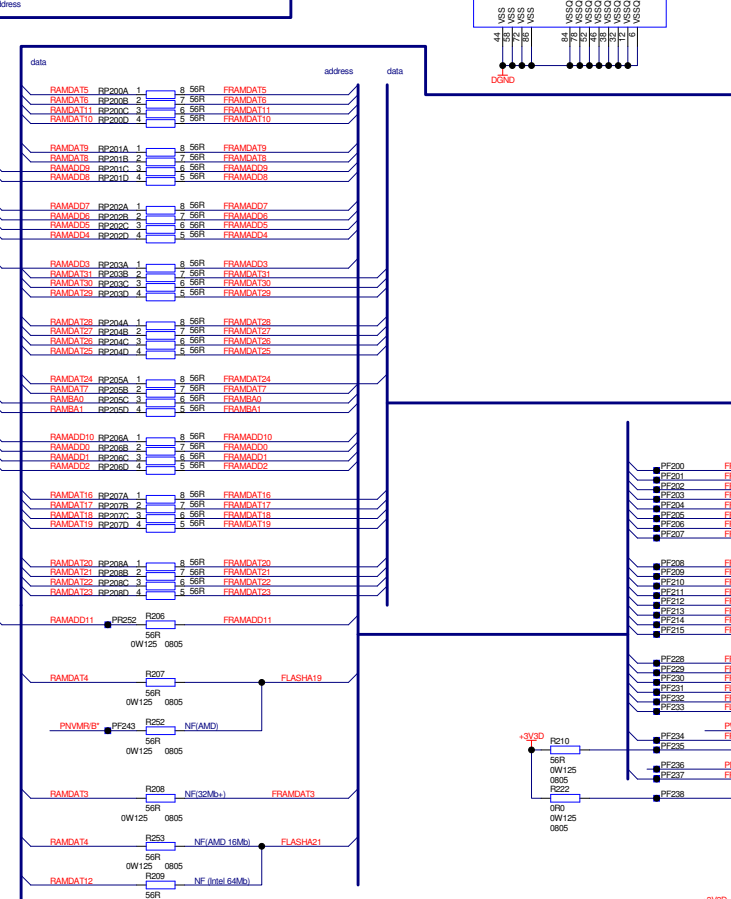 address
VSS VSS VSS VSS VSSQ VSSQ VSSQ VSSQ VSSQ VSSQ VSSQ VSSQ
44 58 72 86 84 78 52 46 38 32 12 6
DGND
data
address data
RAMDAT5 RP200A 1 8 56R FRAMDAT5
RAMDAT6 RP200B 2 7 56R FRAMDAT6
RAMDAT11 RP200C 3 6 56R FRAMDAT11
RAMDAT10 RP200D 4 5 56R FRAMDAT10
RAMDAT9 RP201A 1 8 56R FRAMDAT9
RAMDAT8 RP201B 2 7 56R FRAMDAT8
RAMADD9 RP201C 3 6 56R FRAMADD9
RAMADD8 RP201D 4 5 56R FRAMADD8
RAMADD7 RP202A 1 8 56R FRAMADD7
RAMADD6 RP202B 2 7 56R FRAMADD6
RAMADD5 RP202C 3 6 56R FRAMADD5
RAMADD4 RP202D 4 5 56R FRAMADD4
RAMADD3 RP203A 1 8 56R FRAMADD3
RAMDAT31 RP203B 2 7 56R FRAMDAT31
RAMDAT30 RP203C 3 6 56R FRAMDAT30
RAMDAT29 RP203D 4 5 56R FRAMDAT29
RAMDAT28 RP204A 1 8 56R FRAMDAT28
RAMDAT27 RP204B 2 7 56R FRAMDAT27
RAMDAT26 RP204C 3 6 56R FRAMDAT26
RAMDAT25 RP204D 4 5 56R FRAMDAT25
RAMDAT24 RP205A 1 8 56R FRAMDAT24
RAMDAT7 RP205B 2 7 56R FRAMDAT7
RAMBA0 RP205C 3 6 56R FRAMBA0
RAMBA1 RP205D 4 5 56R FRAMBA1
RAMADD10 RP206A 1 8 56R FRAMADD10
RAMADD0 RP206B 2 7 56R FRAMADD0
RAMADD1 RP206C 3 6 56R FRAMADD1
RAMADD2 RP206D 4 5 56R FRAMADD2
RAMDAT16 RP207A 1 8 56R FRAMDAT16
RAMDAT17 RP207B 2 7 56R FRAMDAT17
RAMDAT18 RP207C 3 6 56R FRAMDAT18
RAMDAT19 RP207D 4 5 56R FRAMDAT19
RAMDAT20 RP208A 1 8 56R FRAMDAT20
RAMDAT21 RP208B 2 7 56R FRAMDAT21
RAMDAT22 RP208C 3 6 56R FRAMDAT22
RAMDAT23 RP208D 4 5 56R FRAMDAT23
R206
RAMADD11 PR252 FRAMADD11
56R
0W125 0805
R207
RAMDAT4 FLASHA19
56R
0W125 0805
R252
PNVMR/B* PF243 NF(AMD)
56R
0W125 0805
R208
RAMDAT3 NF(32Mb+) FRAMDAT3
56R
0W125 0805
R253
RAMDAT4 NF(AMD 16Mb) FLASHA21
56R
0W125 0805
R209
RAMDAT12 NF (Intel 64Mb)
56R
PF200
PF201
PF202
PF203
PF204
PF205
PF206
PF207
PF208
PF209
PF210
PF211
PF212
PF213
PF214
PF215
PF228
PF229
PF230
PF231
PF232
PF233
PF234
PF235
PF236
PF237
PF238
+3V3D
R210
56R
0W125
0805
R222
0R0
0W125
0805